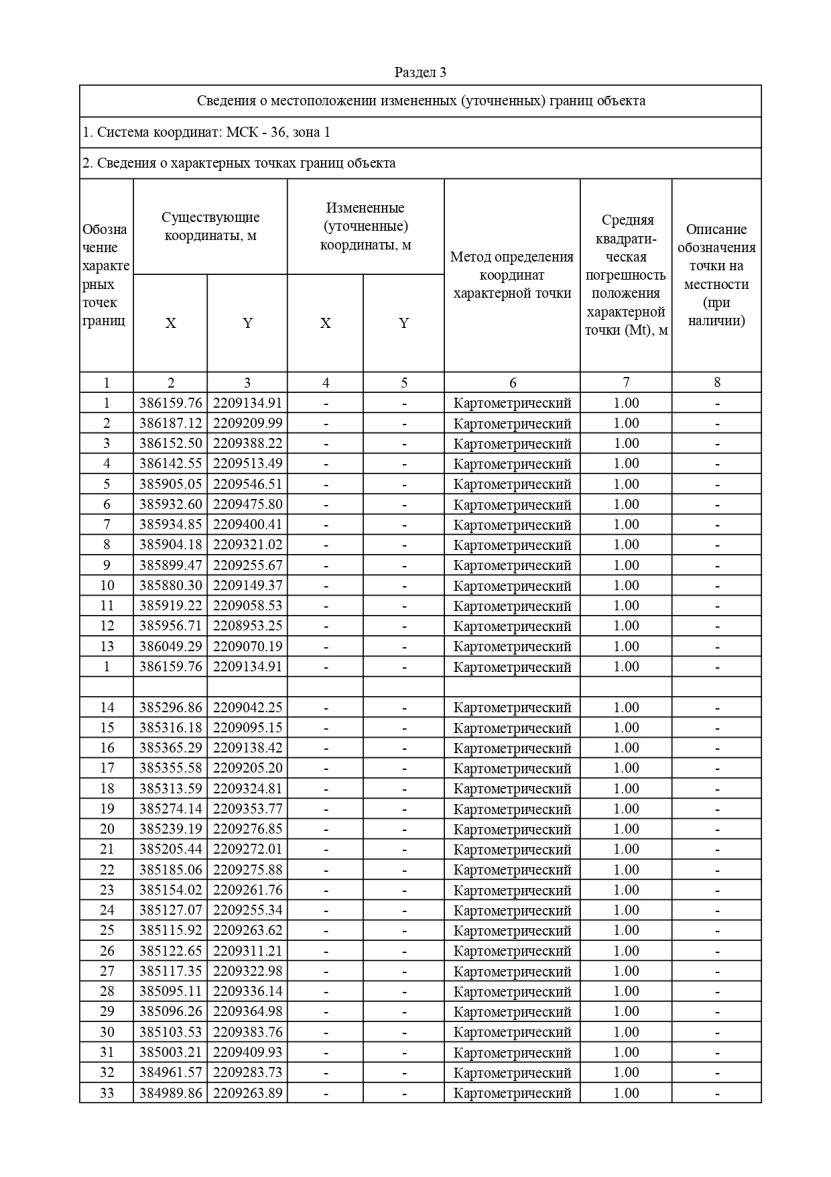 Раздел 3
Сведения о местоположении измененных (уточненных) границ объекта
1. Система координат: МСК - 36, зона 1
2. Сведения о характерных точках границ объекта
Обозна
чение
характе
рных
точек
границ
Существующие
координаты, м
Измененные
(уточненные)
координаты, м
Метод определения
координат
характерной точки
Средняя
квадрати-
ческая
погрешность
положения
характерной
точки (Mt), м
Описание
обозначения
точки на
местности
(при
наличии)
X Y X Y
1 2 3 4 5 6 7 8
1 386159.76 2209134.91 - - Картометрический 1.00 -
2 386187.12 2209209.99 - - Картометрический 1.00 -
3 386152.50 2209388.22 - - Картометрический 1.00 -
4 386142.55 2209513.49 - - Картометрический 1.00 -
5 385905.05 2209546.51 - - Картометрический 1.00 -
6 385932.60 2209475.80 - - Картометрический 1.00 -
7 385934.85 2209400.41 - - Картометрический 1.00 -
8 385904.18 2209321.02 - - Картометрический 1.00 -
9 385899.47 2209255.67 - - Картометрический 1.00 -
10 385880.30 2209149.37 - - Картометрический 1.00 -
11 385919.22 2209058.53 - - Картометрический 1.00 -
12 385956.71 2208953.25 - - Картометрический 1.00 -
13 386049.29 2209070.19 - - Картометрический 1.00 -
1 386159.76 2209134.91 - - Картометрический 1.00 -
14 385296.86 2209042.25 - - Картометрический 1.00 -
15 385316.18 2209095.15 - - Картометрический 1.00 -
16 385365.29 2209138.42 - - Картометрический 1.00 -
17 385355.58 2209205.20 - - Картометрический 1.00 -
18 385313.59 2209324.81 - - Картометрический 1.00 -
19 385274.14 2209353.77 - - Картометрический 1.00 -
20 385239.19 2209276.85 - - Картометрический 1.00 -
21 385205.44 2209272.01 - - Картометрический 1.00 -
22 385185.06 2209275.88 - - Картометрический 1.00 -
23 385154.02 2209261.76 - - Картометрический 1.00 -
24 385127.07 2209255.34 - - Картометрический 1.00 -
25 385115.92 2209263.62 - - Картометрический 1.00 -
26 385122.65 2209311.21 - - Картометрический 1.00 -
27 385117.35 2209322.98 - - Картометрический 1.00 -
28 385095.11 2209336.14 - - Картометрический 1.00 -
29 385096.26 2209364.98 - - Картометрический 1.00 -
30 385103.53 2209383.76 - - Картометрический 1.00 -
31 385003.21 2209409.93 - - Картометрический 1.00 -
32 384961.57 2209283.73 - - Картометрический 1.00 -
33 384989.86 2209263.89 - - Картометрический 1.00 -